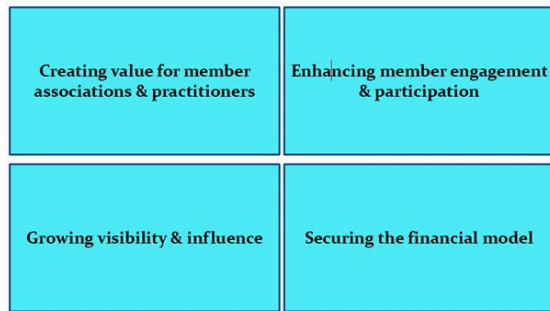 Creating value for member
associations & practitioners
Enhancing member engagement
& participation
Growing visibility & influence
Securing the financial model